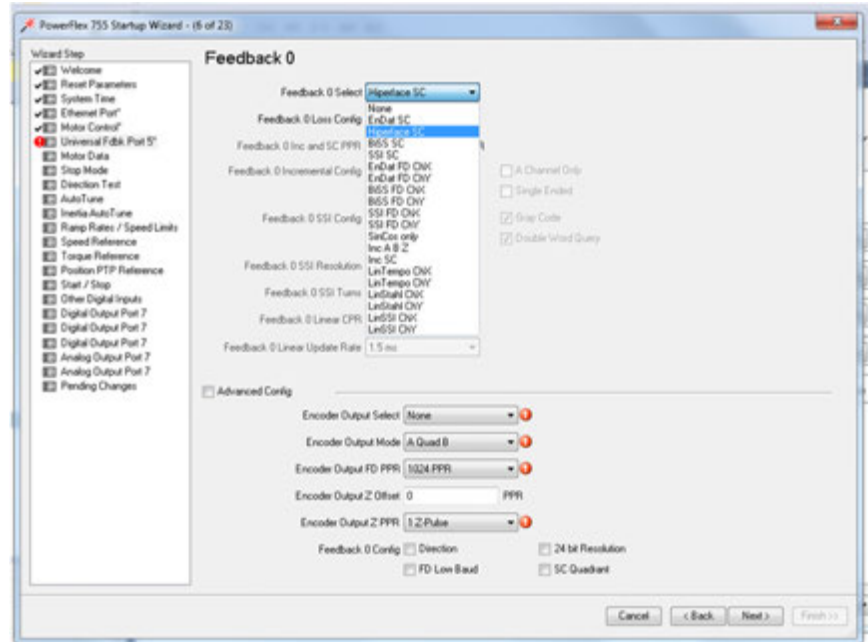 PowerFlex 755 Startup Wizard - (6 of 23)
Wizard Step
Welcome
Reset Parameters
System Time
Ethernet Port*
Motor Control*
Universal Fdbk Port 5*
Motor Data
Stop Mode
Direction Test
AutoTune
Inertia AutoTune
Ramp Rates / Speed Limits
Speed Reference
Torque Reference
Position PTP Reference
Start / Stop
Other Digital Inputs
Digital Output Port 7
Digital Output Port 7
Digital Output Port 7
Analog Output Port 7
Analog Output Port 7
Pending Changes
Feedback 0
Feedback 0 Select Hiperface SC
None
Feedback 0 Loss Config EnDat SC
Hiperface SC
Feedback 0 Inc and SC PPR BiSS SC
SSI SC
Feedback 0 Incremental Config EnDat FD CNX A Channel Only
EnDat FD CNY
BiSS FD CNX Single Ended
BiSS FD CNY
SSI FD CNX
Feedback 0 SSI Config SSI FD CNY Gray Code
SinCos only
Inc A B Z Double Word Query
Inc SC
Feedback 0 SSI Resolution LinTempo CNX
LinTempo CNY
Feedback 0 SSI Turns LinStahl CNX
LinStahl CNY
Feedback 0 Linear CPR LinSSI CNX
LinSSI CNY
Feedback 0 Linear Update Rate 1.5 ms
Advanced Config
Encoder Output Select None
Encoder Output Mode A Quad B
Encoder Output FD PPR 1024 PPR
Encoder Output Z Offset 0 PPR
Encoder Output Z PPR 1 Z-Pulse
Feedback 0 Config Direction 24 bit Resolution
FD Low Baud SC Quadrant
Cancel < Back Next > Finish >>